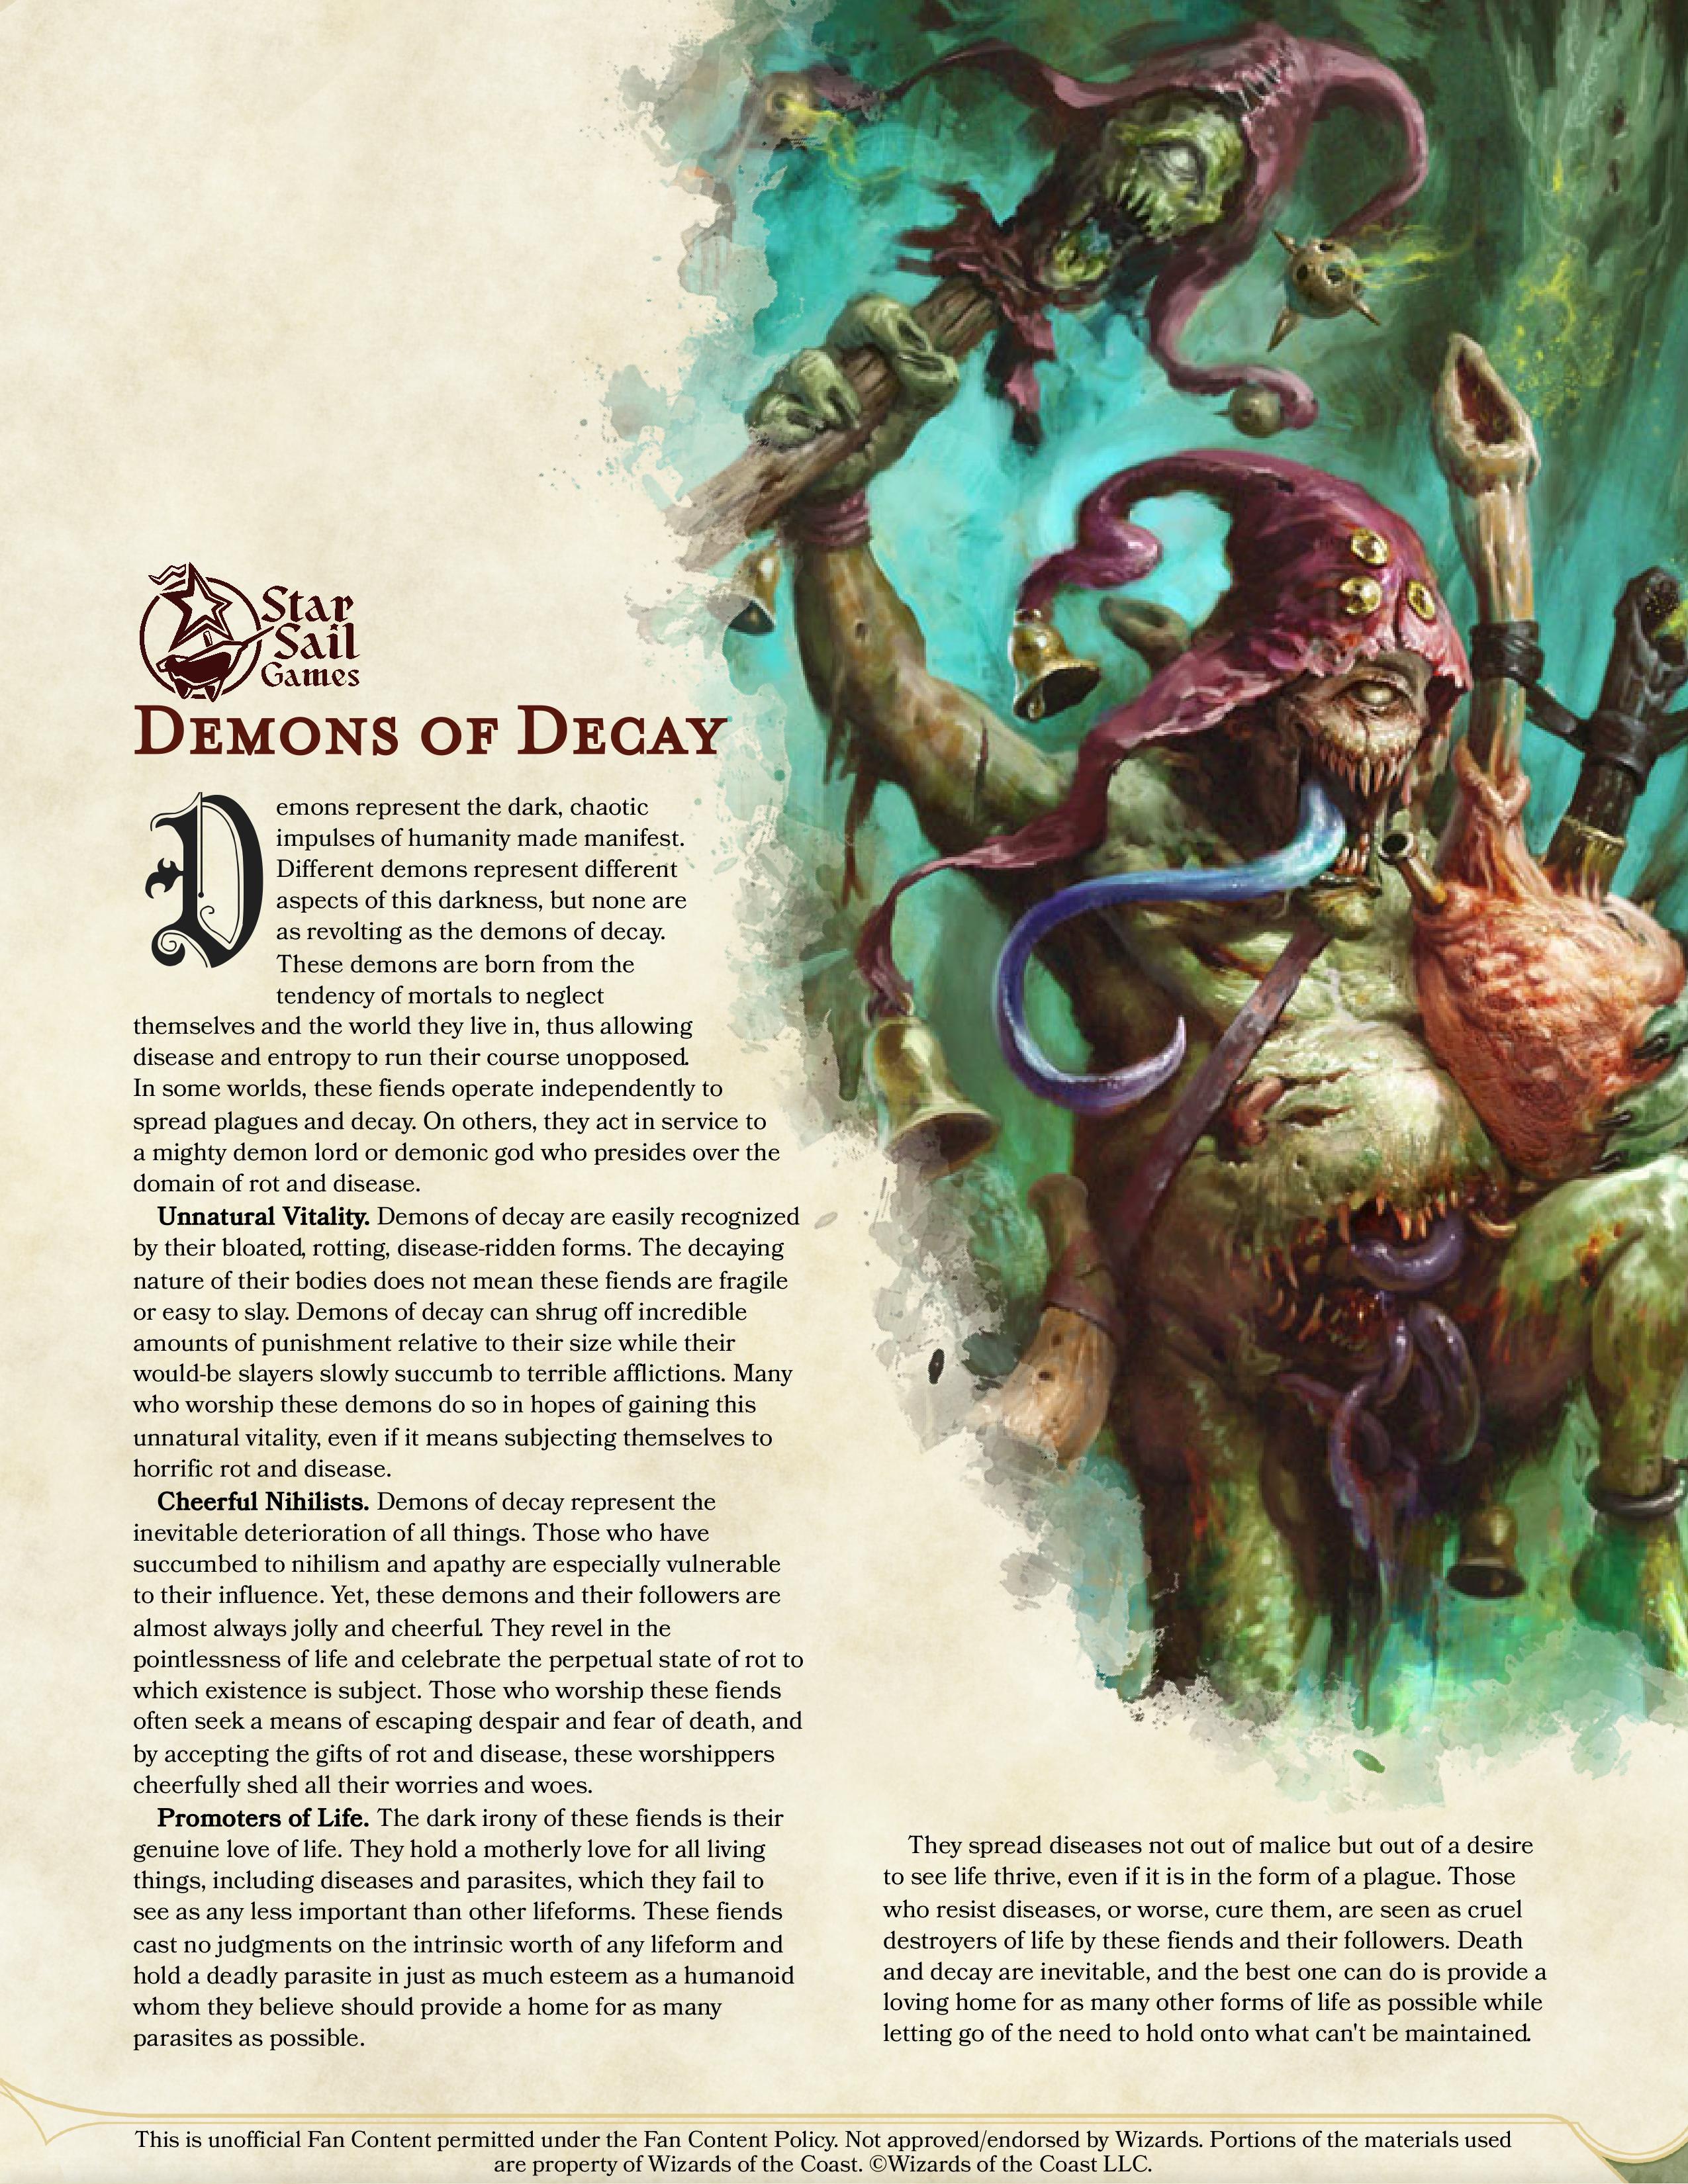 Star
Sail
Games
Demons of Decay
Demons represent the dark, chaotic
impulses of humanity made manifest.
Different demons represent different
aspects of this darkness, but none are
as revolting as the demons of decay.
These demons are born from the
tendency of mortals to neglect
themselves and the world they live in, thus allowing
disease and entropy to run their course unopposed.
In some worlds, these fiends operate independently to
spread plagues and decay. On others, they act in service to
a mighty demon lord or demonic god who presides over the
domain of rot and disease.
Unnatural Vitality. Demons of decay are easily recognized
by their bloated, rotting, disease-ridden forms. The decaying
nature of their bodies does not mean these fiends are fragile
or easy to slay. Demons of decay can shrug off incredible
amounts of punishment relative to their size while their
would-be slayers slowly succumb to terrible afflictions. Many
who worship these demons do so in hopes of gaining this
unnatural vitality, even if it means subjecting themselves to
horrific rot and disease.
Cheerful Nihilists. Demons of decay represent the
inevitable deterioration of all things. Those who have
succumbed to nihilism and apathy are especially vulnerable
to their influence. Yet, these demons and their followers are
almost always jolly and cheerful. They revel in the
pointlessness of life and celebrate the perpetual state of rot to
which existence is subject. Those who worship these fiends
often seek a means of escaping despair and fear of death, and
by accepting the gifts of rot and disease, these worshippers
cheerfully shed all their worries and woes.
Promoters of Life. The dark irony of these fiends is their
genuine love of life. They hold a motherly love for all living
things, including diseases and parasites, which they fail to
see as any less important than other lifeforms. These fiends
cast no judgments on the intrinsic worth of any lifeform and
hold a deadly parasite in just as much esteem as a humanoid
whom they believe should provide a home for as many
parasites as possible.
They spread diseases not out of malice but out of a desire
to see life thrive, even if it is in the form of a plague. Those
who resist diseases, or worse, cure them, are seen as cruel
destroyers of life by these fiends and their followers. Death
and decay are inevitable, and the best one can do is provide a
loving home for as many other forms of life as possible while
letting go of the need to hold onto what can't be maintained.
This is unofficial Fan Content permitted under the Fan Content Policy. Not approved/endorsed by Wizards. Portions of the materials used
are property of Wizards of the Coast. ©Wizards of the Coast LLC.